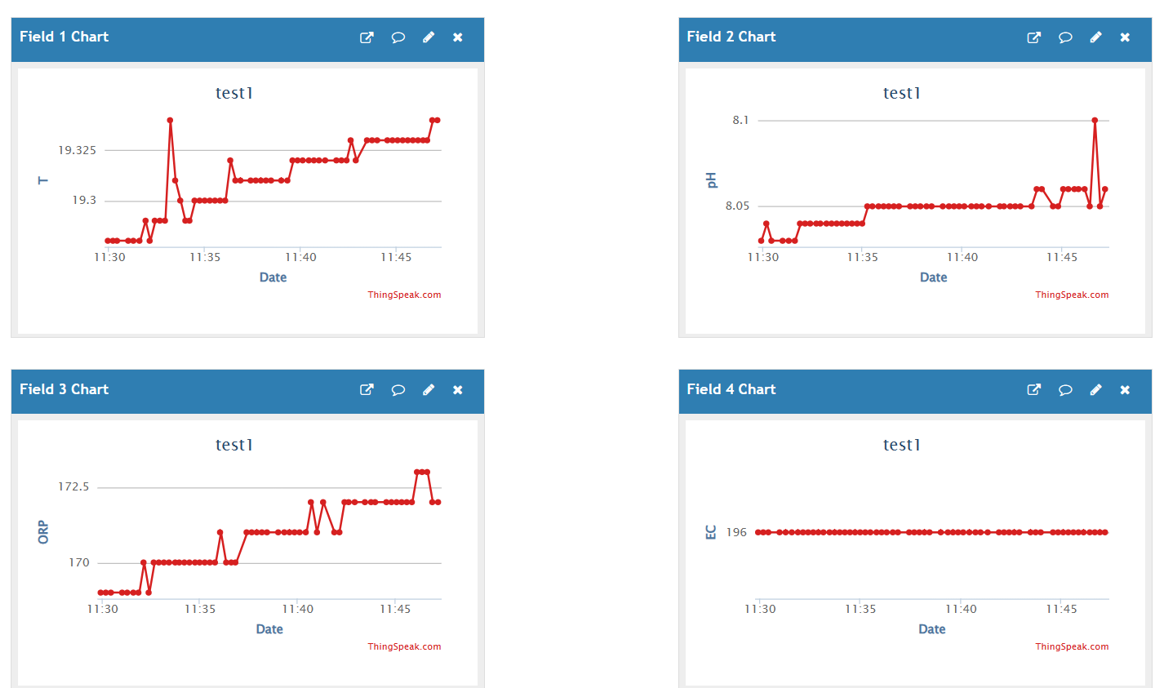 Field 1 Chart
test1
19.325
19.3
T
11:30 11:35 11:40 11:45
Date
ThingSpeak.com
Field 2 Chart
test1
8.1
8.05
pH
11:30 11:35 11:40 11:45
Date
ThingSpeak.com
Field 3 Chart
test1
172.5
170
ORP
11:30 11:35 11:40 11:45
Date
ThingSpeak.com
Field 4 Chart
test1
196
EC
11:30 11:35 11:40 11:45
Date
ThingSpeak.com